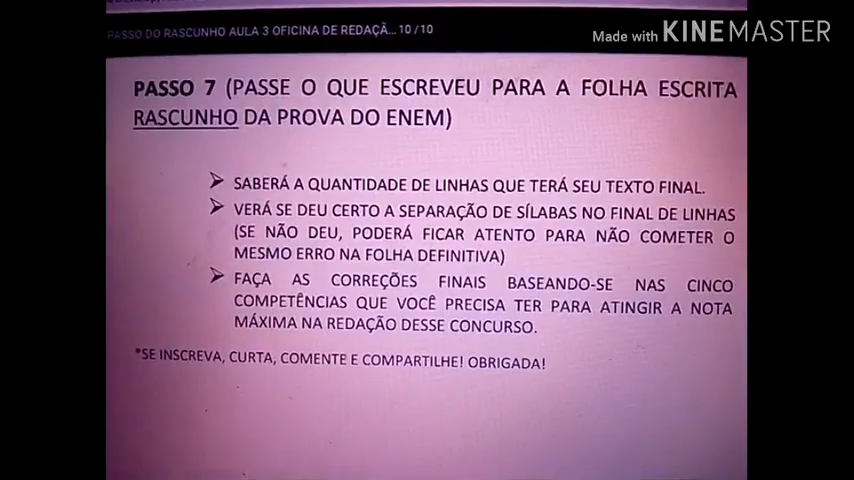 PASSO DO RASCUNHO AULA 3 OFICINA DE REDAÇÃ... 10 /10
Made with KINEMASTER
PASSO 7 (PASSE O QUE ESCREVEU PARA A FOLHA ESCRITA
RASCUNHO DA PROVA DO ENEM)
➢ SABERÁ A QUANTIDADE DE LINHAS QUE TERÁ SEU TEXTO FINAL.
➢ VERÁ SE DEU CERTO A SEPARAÇÃO DE SÍLABAS NO FINAL DE LINHAS
(SE NÃO DEU, PODERÁ FICAR ATENTO PARA NÃO COMETER O
MESMO ERRO NA FOLHA DEFINITIVA)
➢ FAÇA AS CORREÇÕES FINAIS BASEANDO-SE NAS CINCO
COMPETÊNCIAS QUE VOCÊ PRECISA TER PARA ATINGIR A NOTA
MÁXIMA NA REDAÇÃO DESSE CONCURSO.
*SE INSCREVA, CURTA, COMENTE E COMPARTILHE! OBRIGADA!